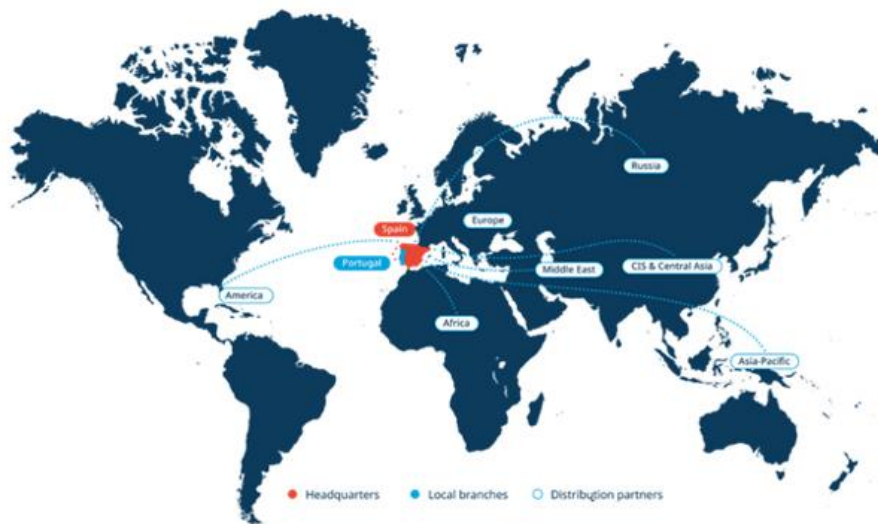 Russia
Europe
Spain
Portugal
Middle East
CIS & Central Asia
America
Africa
Asia-Pacific
Headquarters
Local branches
Distribution partners